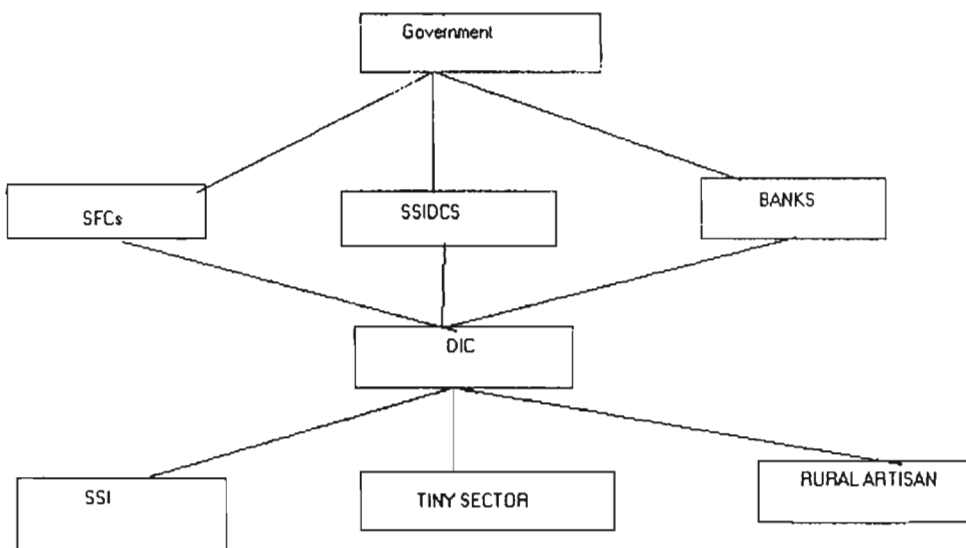 Government
SFCs
SSIDCS
BANKS
DIC
SSI
TINY SECTOR
RURAL ARTISAN